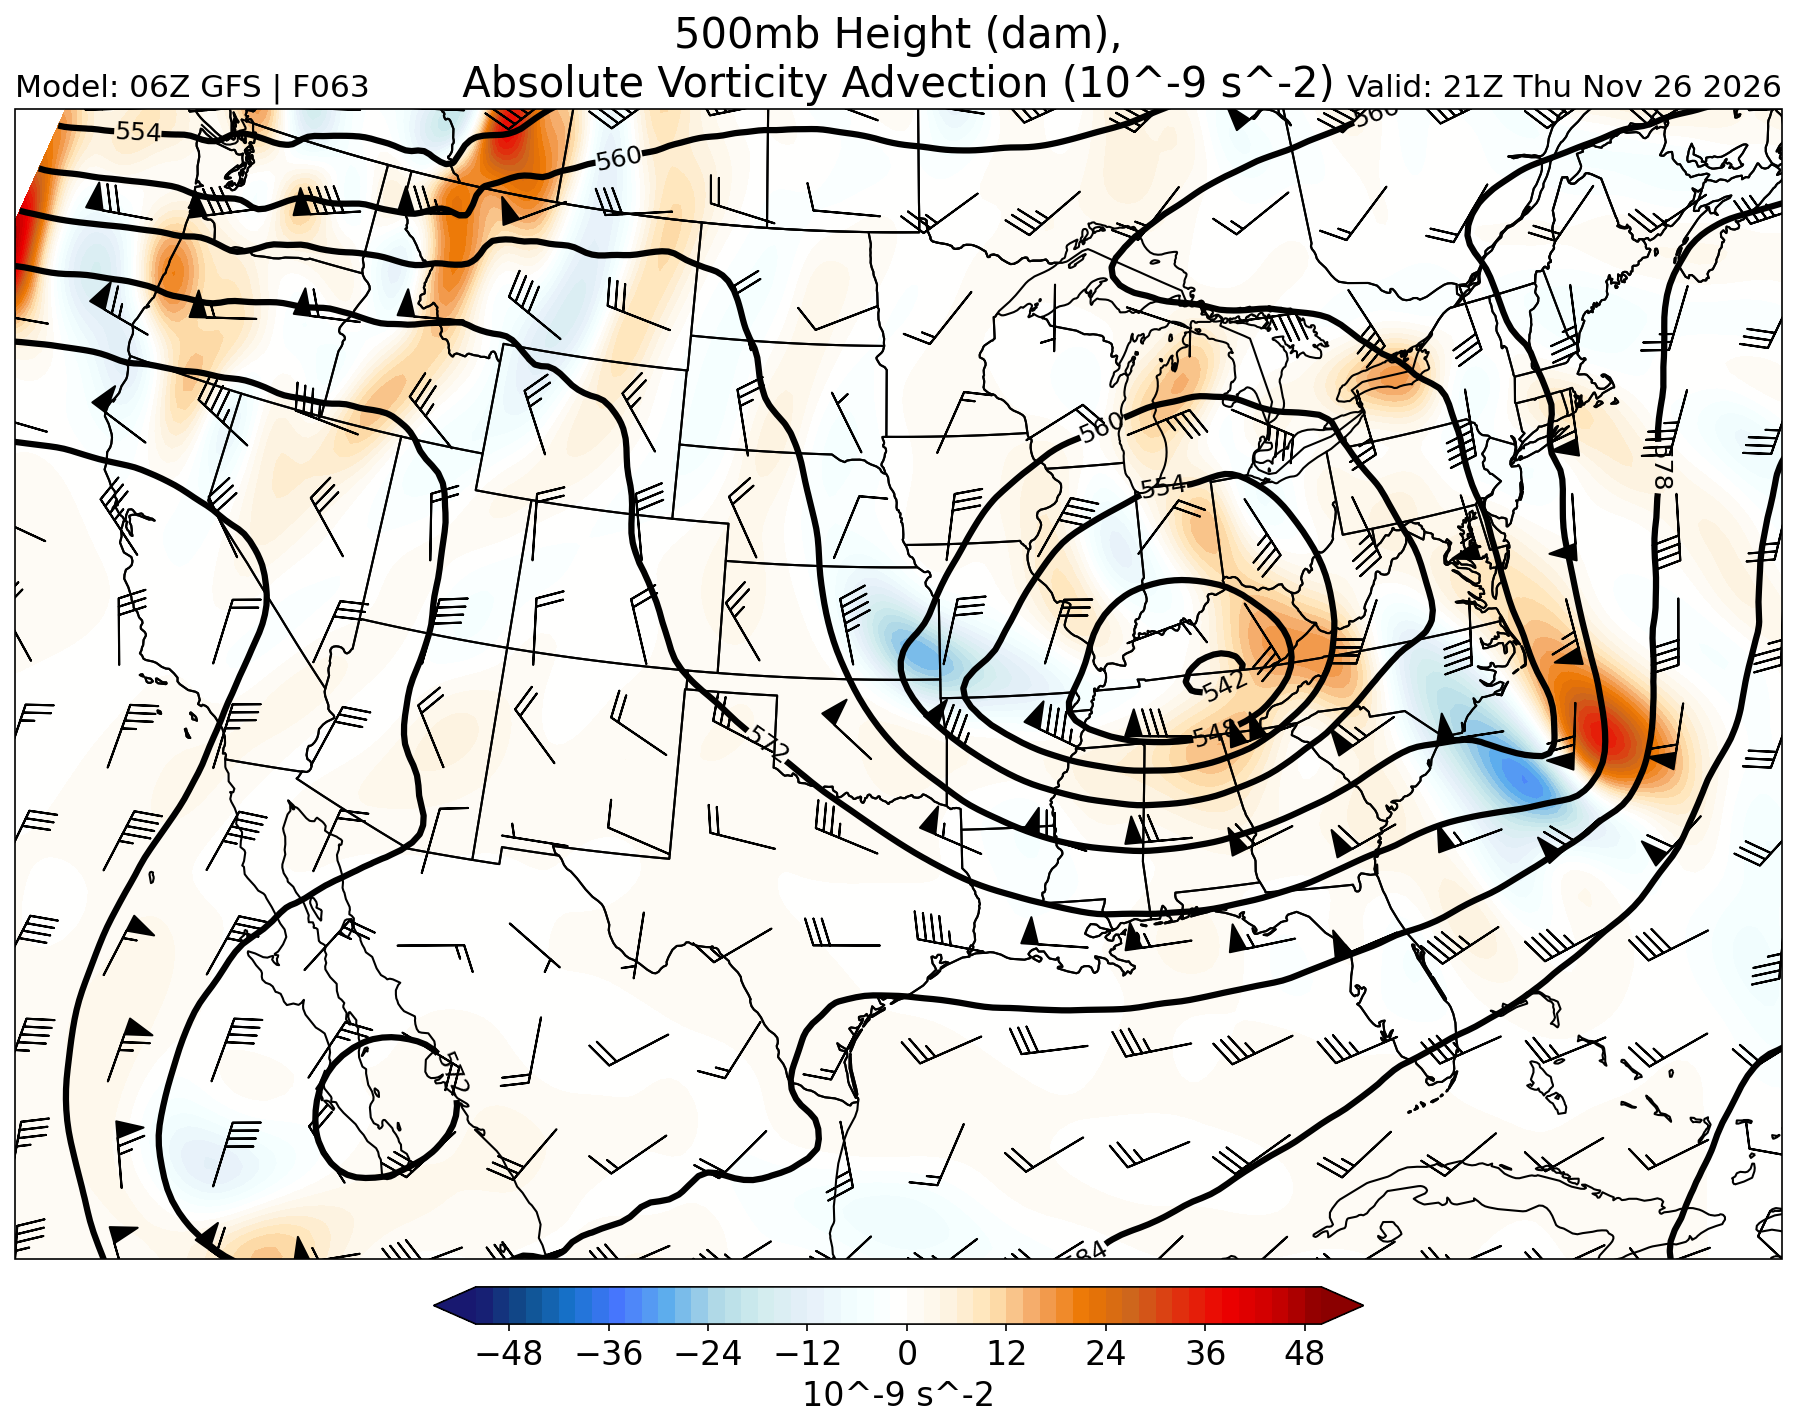 500mb Height (dam),
Model: 06Z GFS | F063 Absolute Vorticity Advection (10^-9 s^-2) Valid: 21Z Thu Nov 26 2026
554
560
560
560
578
554
542
548
572
84
−48 −36 −24 −12 0 12 24 36 48
10^-9 s^-2